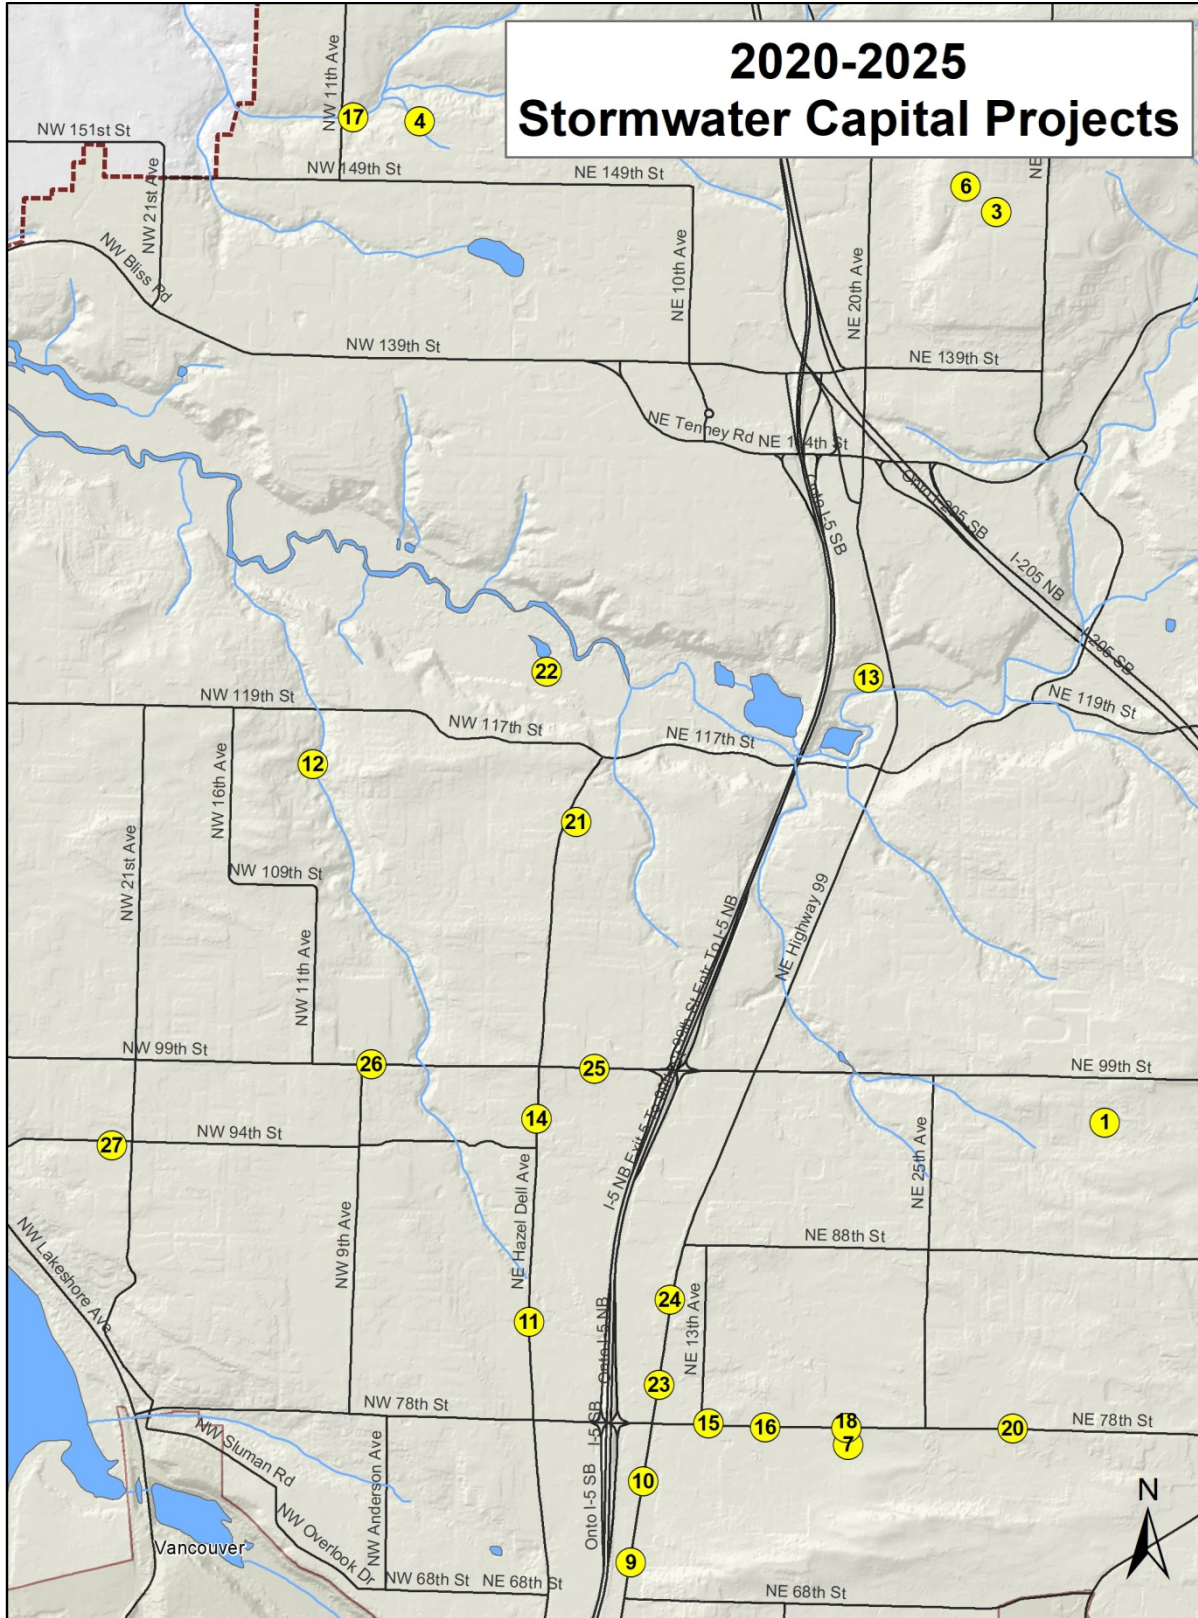 2020-2025
Stormwater Capital Projects
NW 11th Ave
17
4
NW 151st St
NW 149th St
NE 149th St
NE
6
3
NW 21st Ave
NW Bliss Rd
NE 10th Ave
NE 20th Ave
NW 139th St
NE 139th St
NE Tenney Rd
NE 134th St
Onto I-5 SB
Onto I-205 SB
I-205 NB
I-205 SB
22
13
NW 119th St
NW 117th St
NE 117th St
NE 119th St
12
NW 16th Ave
21
NW 109th St
NW 21st Ave
NW 11th Ave
NE Highway 99
NW 99th St
26
25
NE 99th St
14
1
27
NW 94th St
NE 25th Ave
NE Hazel Dell Ave
NW 9th Ave
NW Lakeshore Ave
NE 88th St
24
NE 13th Ave
11
Onto I-5 NB
23
NW 78th St
I-5 SB
15
16
18
7
20
NE 78th St
NW Sluman Rd
NW Anderson Ave
10
Onto I-5 SB
N
Vancouver
NW Overlook Dr
9
NW 68th St
NE 68th St
NE 68th St